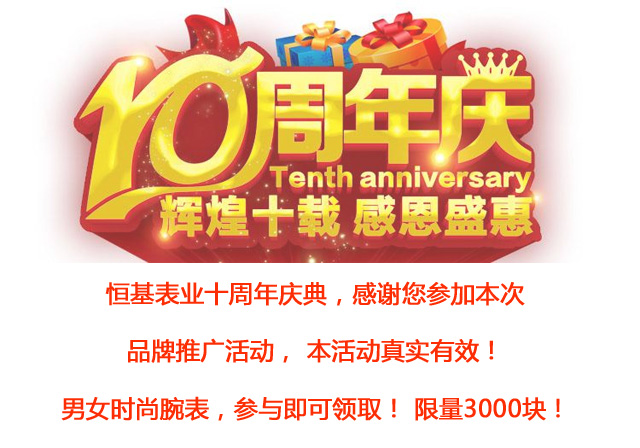 10周年庆
Tenth anniversary
辉煌十载 感恩盛惠
恒基表业十周年庆典，感谢您参加本次
品牌推广活动， 本活动真实有效！
男女时尚腕表，参与即可领取！ 限量3000块！